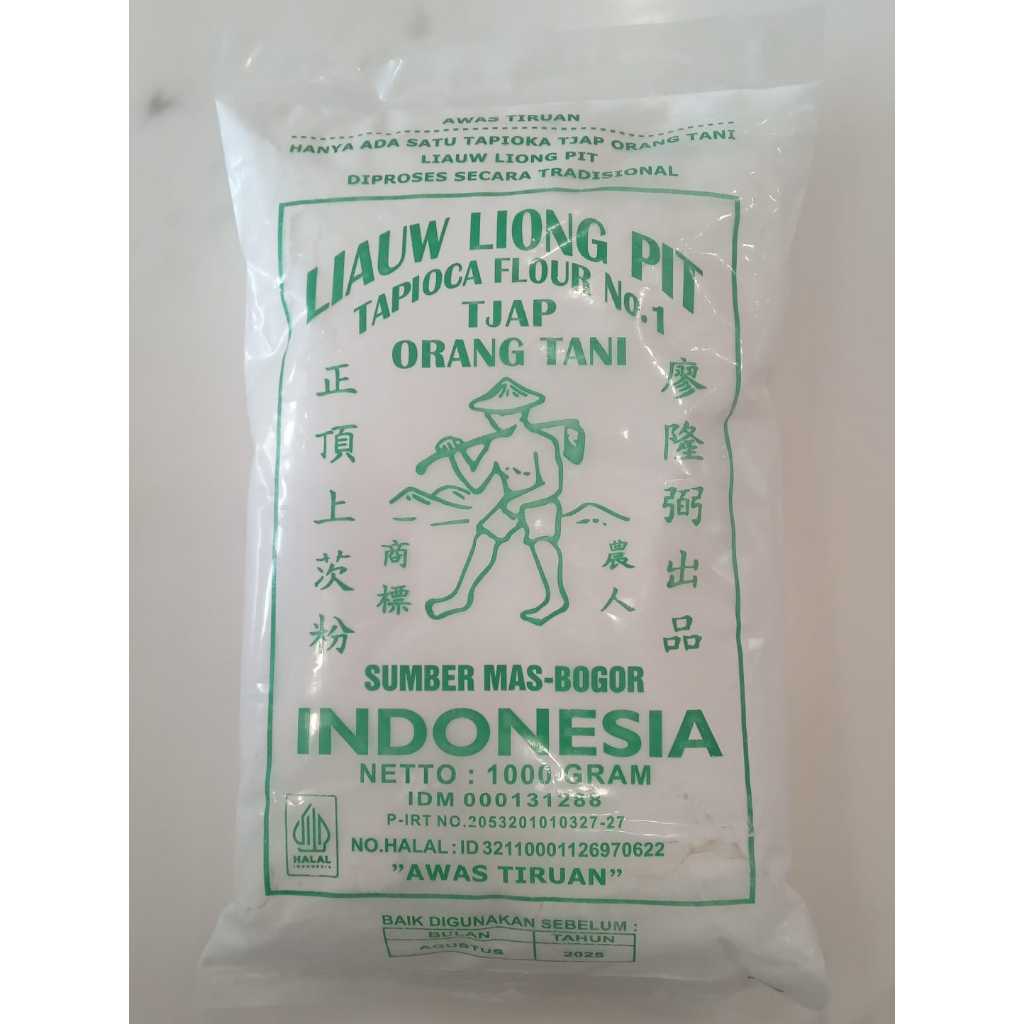 AWAS TIRUAN
HANYA ADA SATU TAPIOKA TJAP ORANG TANI
LIAUW LIONG PIT
DIPROSES SECARA TRADISIONAL
LIAUW LIONG PIT
TAPIOCA FLOUR No.1
TJAP
ORANG TANI
正頂上茨粉
商標
農人
廖隆弼出品
SUMBER MAS-BOGOR
INDONESIA
NETTO : 1000 GRAM
IDM 000131288
P-IRT NO.2053201010327-27
HALAL
INDONESIA
NO.HALAL : ID 32110001126970622
"AWAS TIRUAN"
BAIK DIGUNAKAN SEBELUM :
BULAN TAHUN
AGUSTUS 2025